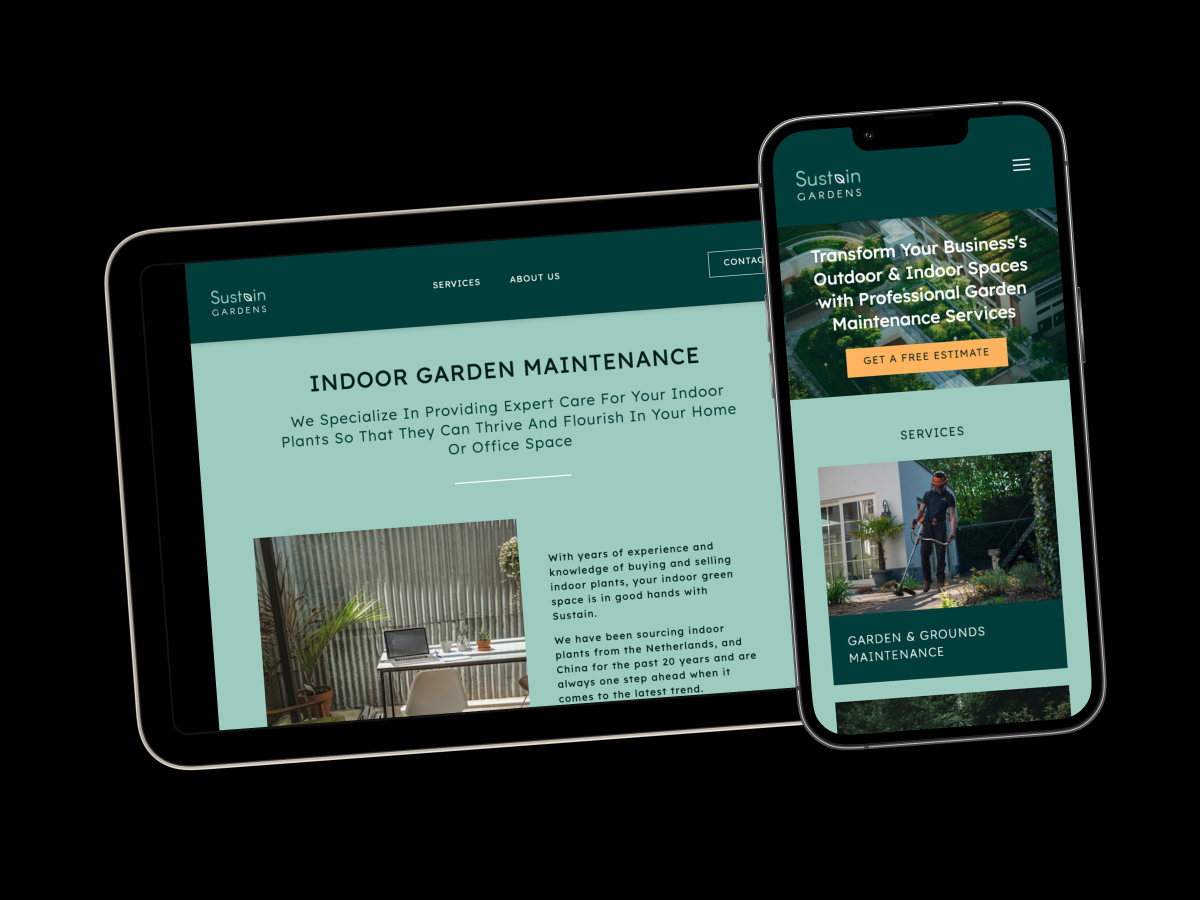 Sustain
GARDENS
SERVICES
ABOUT US
INDOOR GARDEN MAINTENANCE
We Specialize In Providing Expert Care For Your Indoor
Plants So That They Can Thrive And Flourish In Your Home
Or Office Space
With years of experience and
knowledge of buying and selling
indoor plants, your indoor green
space is in good hands with
Sustain.
We have been sourcing indoor
plants from the Netherlands, and
China for the past 20 years and are
always one step ahead when it
comes to the latest trend.
Sustain
GARDENS
Transform Your Business's
Outdoor & Indoor Spaces
with Professional Garden
Maintenance Services
GET A FREE ESTIMATE
SERVICES
GARDEN & GROUNDS
MAINTENANCE